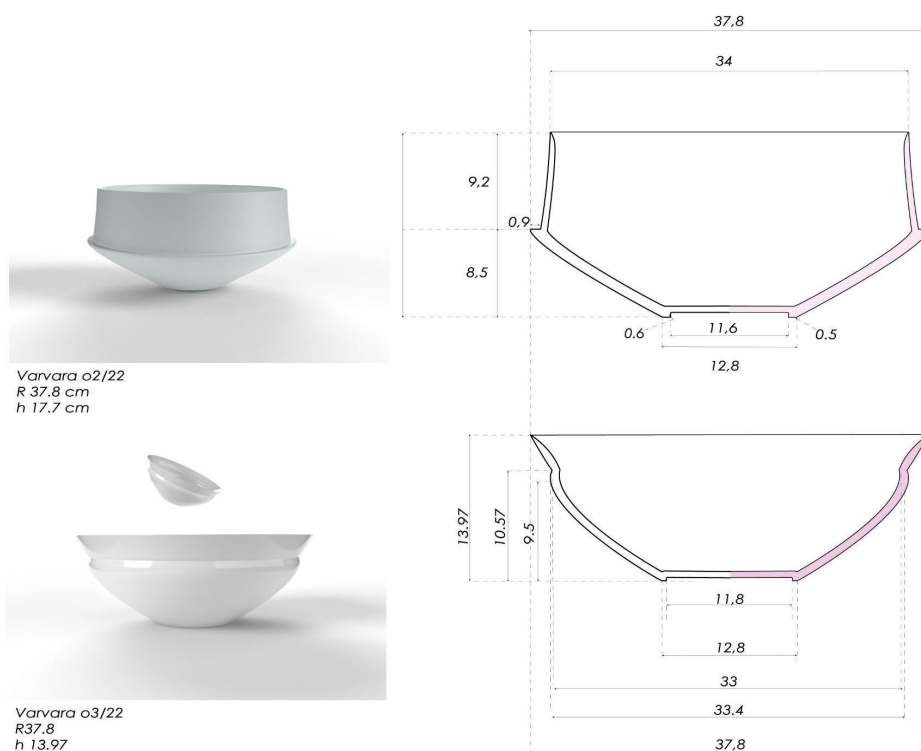 37,8
34
9,2
0,9
8,5
0.6
11,6
0.5
12,8
Varvara o2/22
R 37.8 cm
h 17.7 cm
13.97
10.57
9.5
11,8
12,8
33
33.4
37,8
Varvara o3/22
R37.8
h 13.97